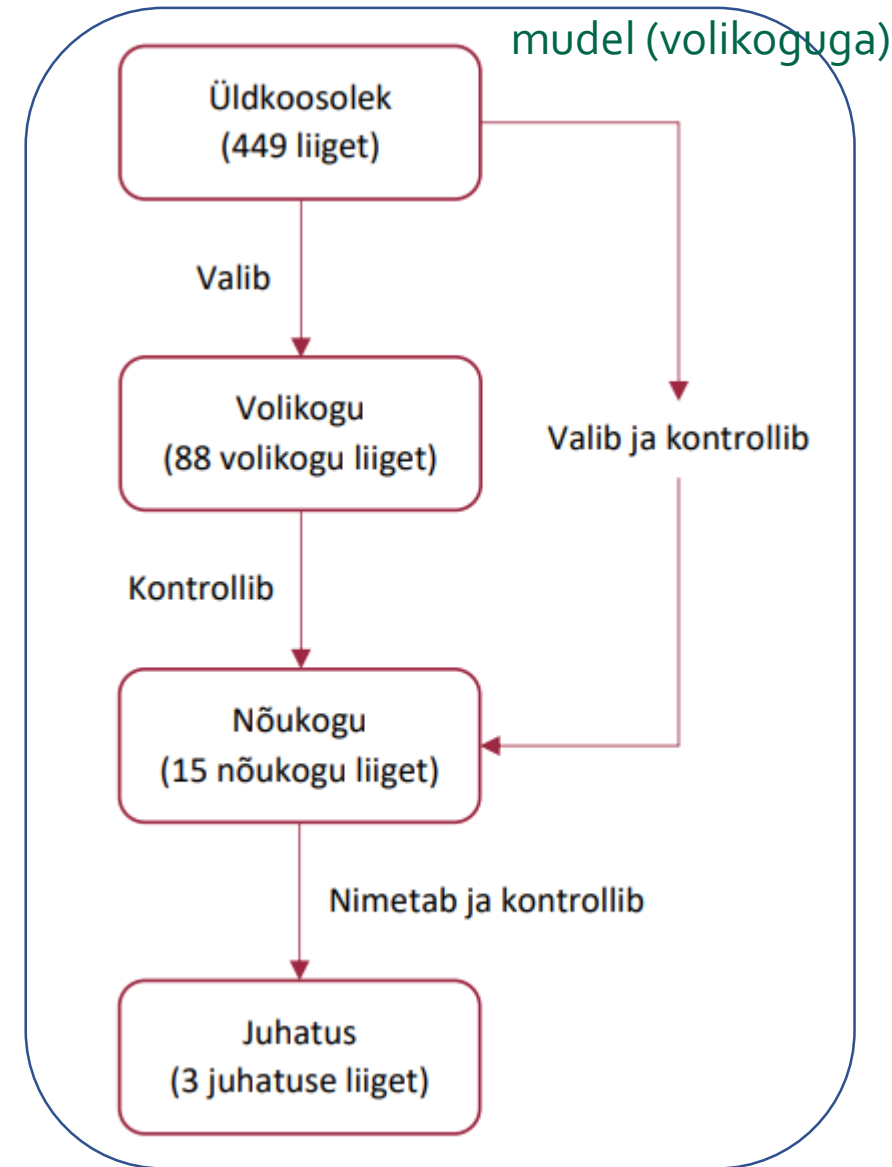 mudel (volikoguga)
Üldkoosolek
(449 liiget)
Valib
Volikogu
(88 volikogu liiget)
Valib ja kontrollib
Kontrollib
Nõukogu
(15 nõukogu liiget)
Nimetab ja kontrollib
Juhatus
(3 juhatuse liiget)